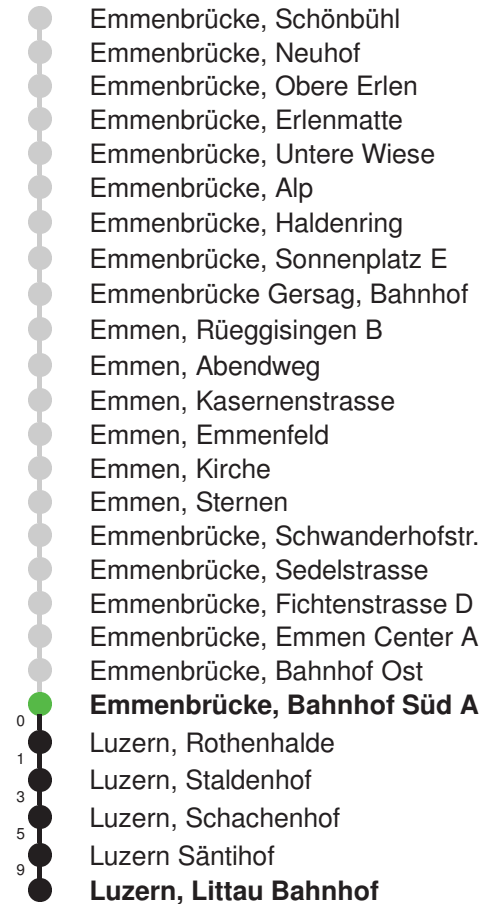 Emmenbrücke, Schönbühl
Emmenbrücke, Neuhof
Emmenbrücke, Obere Erlen
Emmenbrücke, Erlenmatte
Emmenbrücke, Untere Wiese
Emmenbrücke, Alp
Emmenbrücke, Haldenring
Emmenbrücke, Sonnenplatz E
Emmenbrücke Gersag, Bahnhof
Emmen, Rüeggisingen B
Emmen, Abendweg
Emmen, Kasernenstrasse
Emmen, Emmenfeld
Emmen, Kirche
Emmen, Sternen
Emmenbrücke, Schwanderhofstr.
Emmenbrücke, Sedelstrasse
Emmenbrücke, Fichtenstrasse D
Emmenbrücke, Emmen Center A
Emmenbrücke, Bahnhof Ost
Emmenbrücke, Bahnhof Süd A
0
Luzern, Rothenhalde
1
Luzern, Staldenhof
3
Luzern, Schachenhof
5
Luzern Säntihof
9
Luzern, Littau Bahnhof